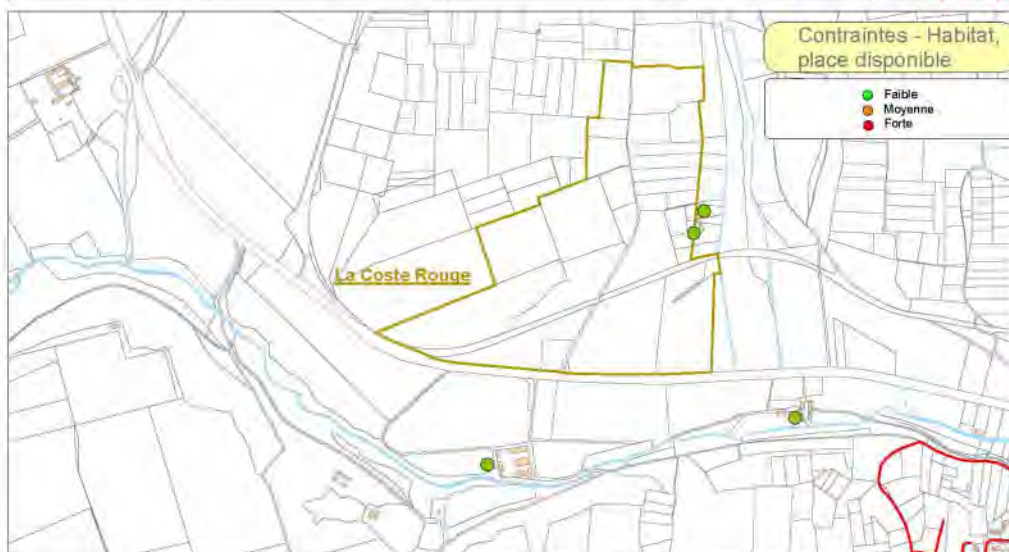 Contraintes - Habitat,
place disponible
Faible
Moyenne
Forte
La Coste Rouge